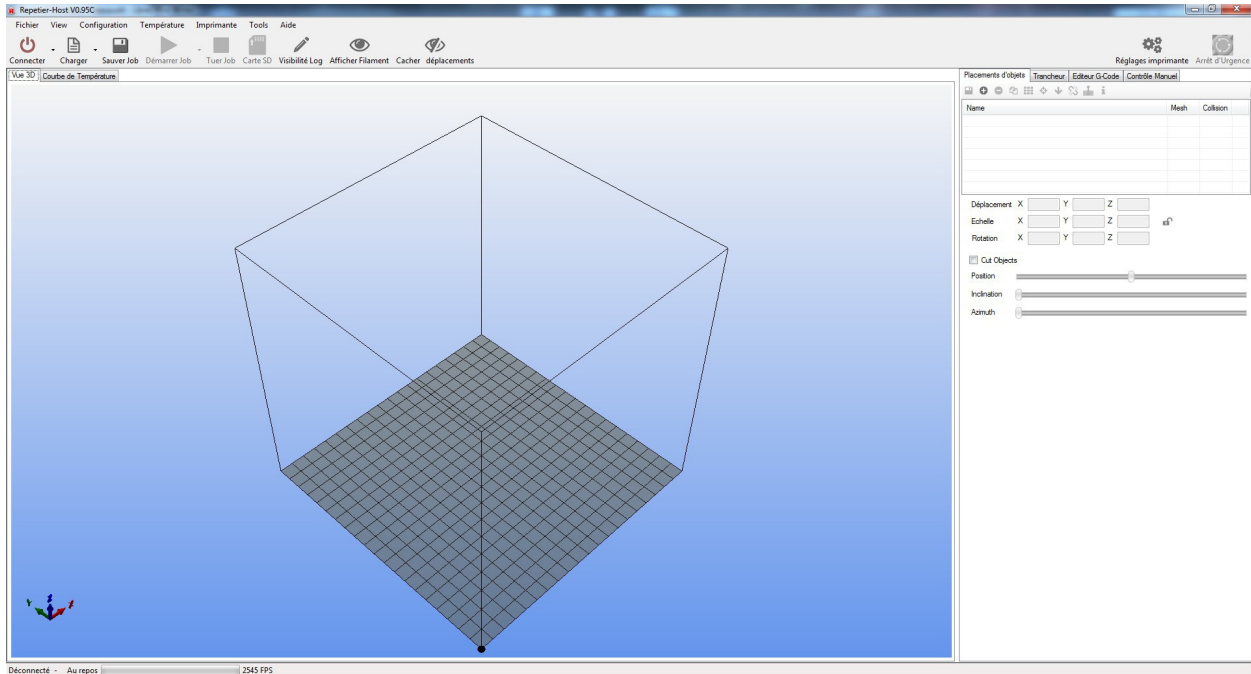 Repetier-Host V0.95C
Fichier View Configuration Température Imprimante Tools Aide
Connecter Charger Sauver Job Démarrer Job Tuer Job Carte SD Visibilité Log Afficher Filament Cacher déplacements Réglages imprimante Arrêt d'Urgence
Vue 3D Courbe de Température
Placements d'objets Trancheur Editeur G-Code Contrôle Manuel
Name Mesh Collision
Déplacement X Y Z
Echelle X Y Z
Rotation X Y Z
Cut Objects
Position
Inclination
Azimuth
Y Z X
Déconnecté - Au repos 2545 FPS